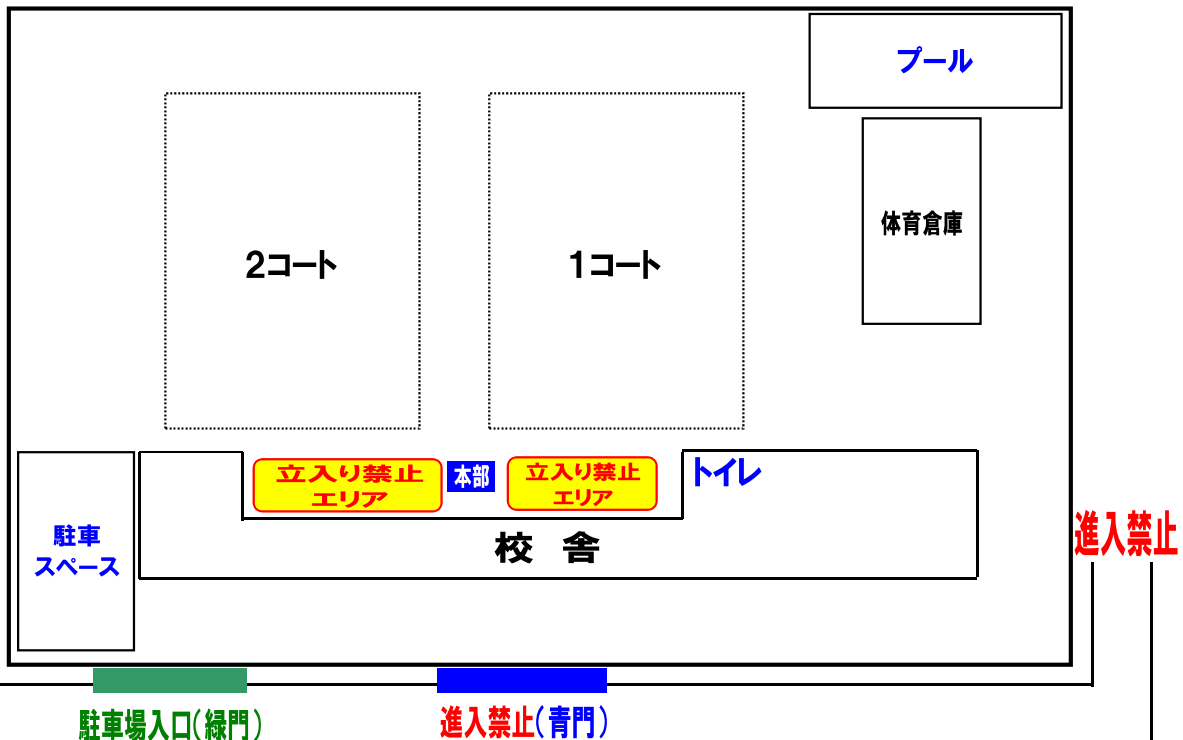 プール
体育倉庫
2コート
1コート
立入り禁止
エリア
本部
立入り禁止
エリア
トイレ
駐車
スペース
校 舎
進入禁止
駐車場入口(緑門)
進入禁止(青門)